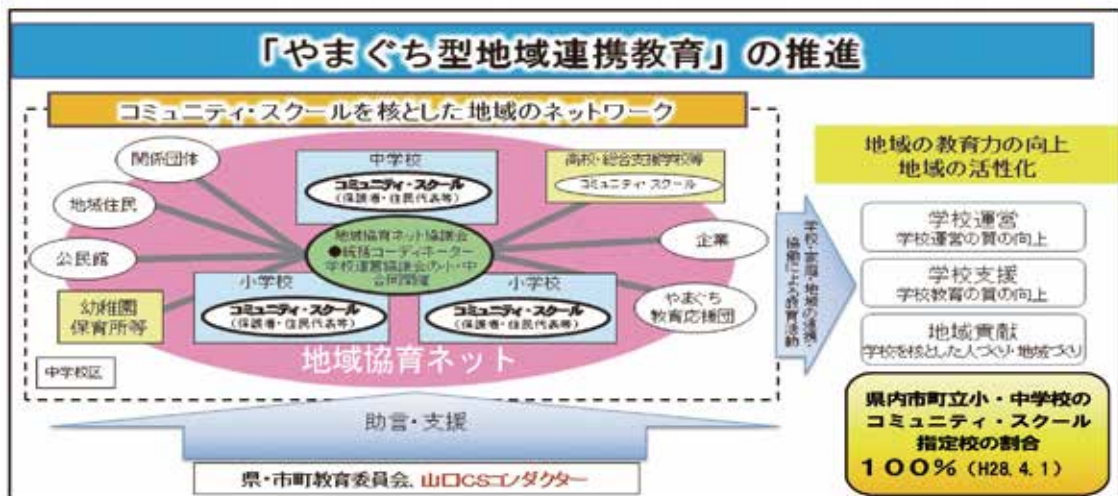 「やまぐち型地域連携教育」の推進
コミュニティ・スクールを核とした地域のネットワーク
関係団体
地域住民
公民館
幼稚園
保育所等
中学校区
中学校
コミュニティ・スクール
(保護者・住民代表等)
高校・総合支援学校等
コミュニティ・スクール
企業
やまぐち
教育応援団
地域協育ネット協議会
●統括コーディネーター
学校運営協議会の小・中
合同開催
小学校
コミュニティ・スクール
(保護者・住民代表等)
小学校
コミュニティ・スクール
(保護者・住民代表等)
地域協育ネット
助言・支援
県・市町教育委員会、山口CSコンダクター
学校・家庭・地域の連携・
協働による教育活動
地域の教育力の向上
地域の活性化
学校運営
学校運営の質の向上
学校支援
学校教育の質の向上
地域貢献
学校を核とした人づくり・地域づくり
県内市町立小・中学校の
コミュニティ・スクール
指定校の割合
100% (H28.4.1)